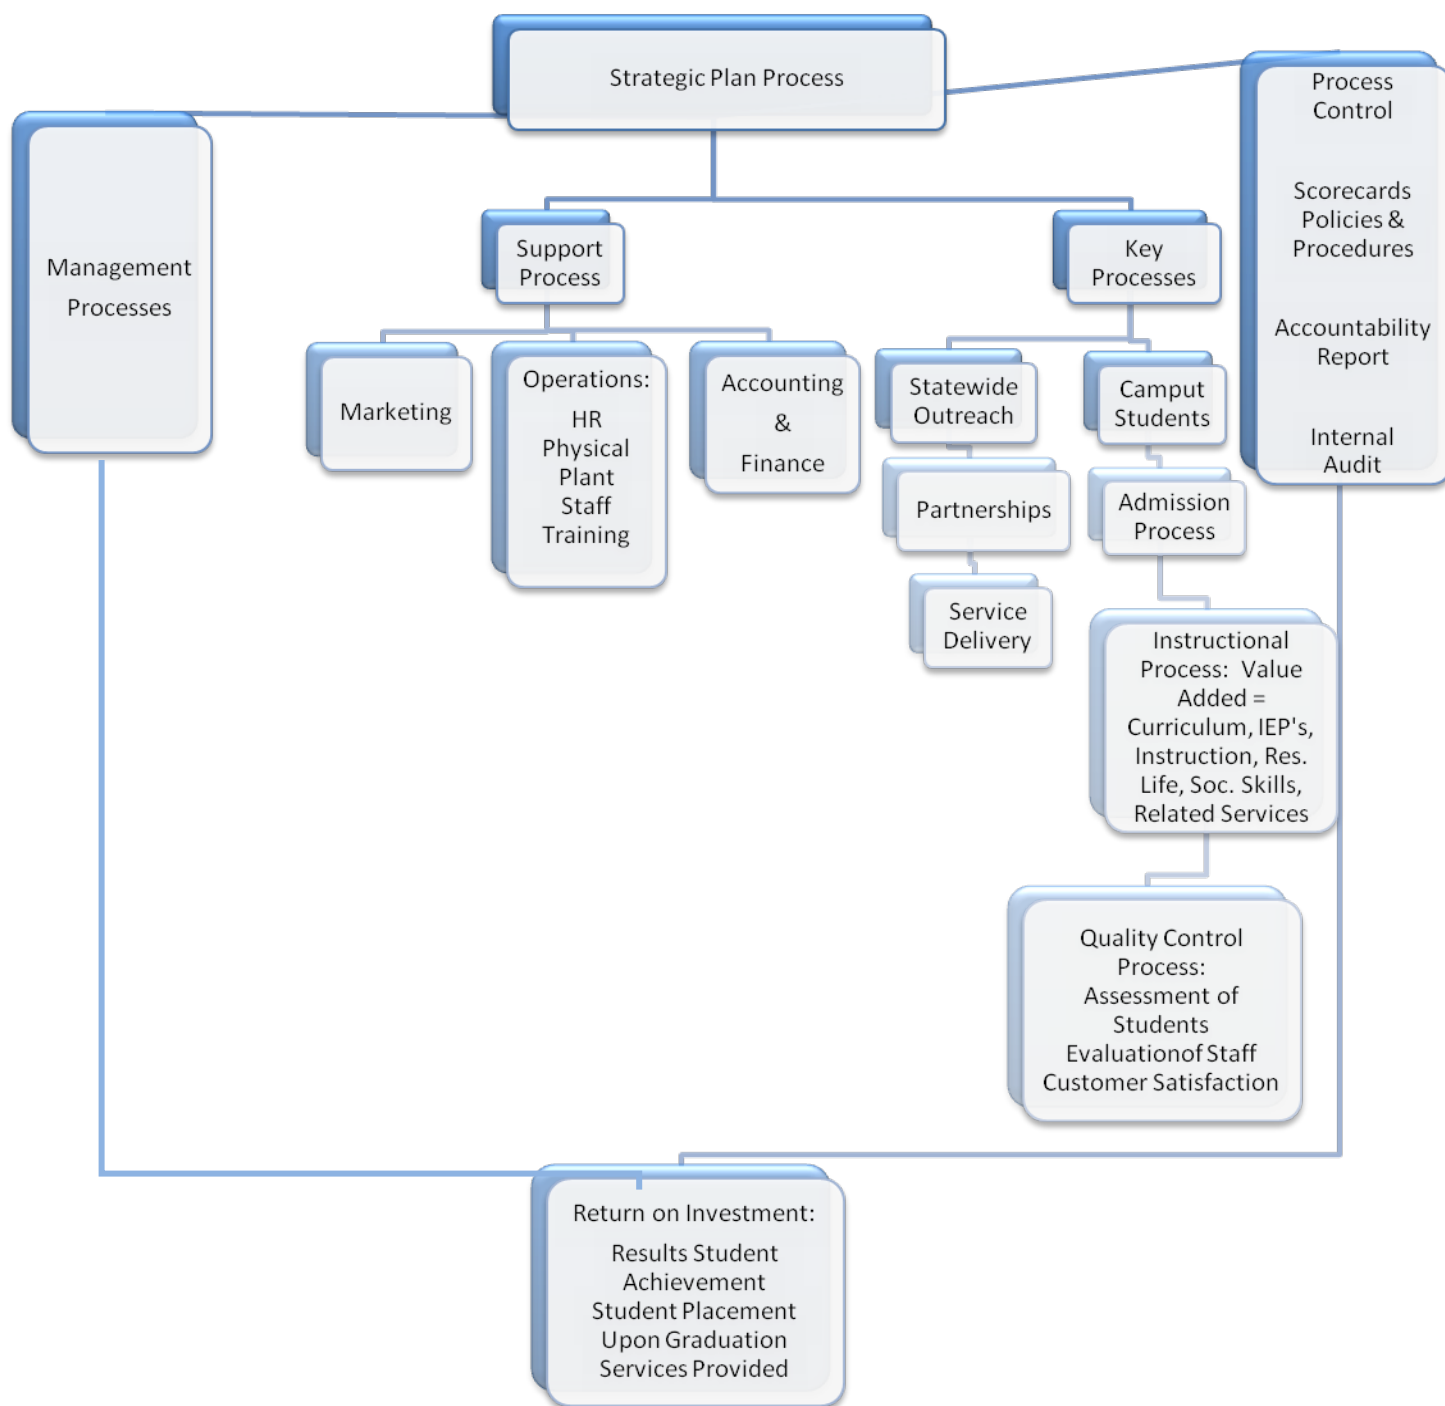 Strategic Plan Process
Process
Control
Scorecards
Policies &
Procedures
Accountability
Report
Internal
Audit
Management
Processes
Support
Process
Key
Processes
Marketing
Operations:
HR
Physical
Plant
Staff
Training
Accounting
&
Finance
Statewide
Outreach
Camput
Students
Partnerships
Admission
Process
Service
Delivery
Instructional
Process:  Value
Added =
Curriculum, IEP's,
Instruction, Res.
Life, Soc. Skills,
Related Services
Quality Control
Process:
Assessment of
Students
Evaluationof Staff
Customer Satisfaction
Return on Investment:
Results Student
Achievement
Student Placement
Upon Graduation
Services Provided